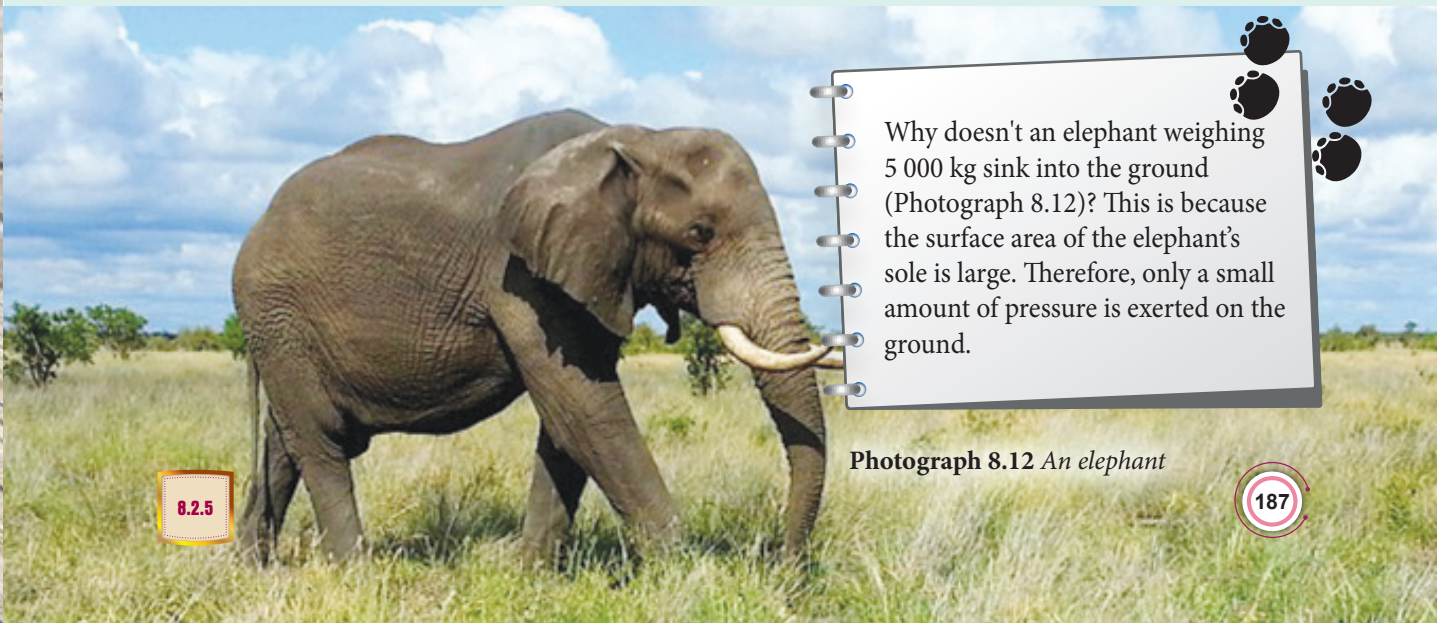 Why doesn't an elephant weighing
5 000 kg sink into the ground
(Photograph 8.12)? This is because
the surface area of the elephant’s
sole is large. Therefore, only a small
amount of pressure is exerted on the
ground.
Photograph 8.12 An elephant
8.2.5
187